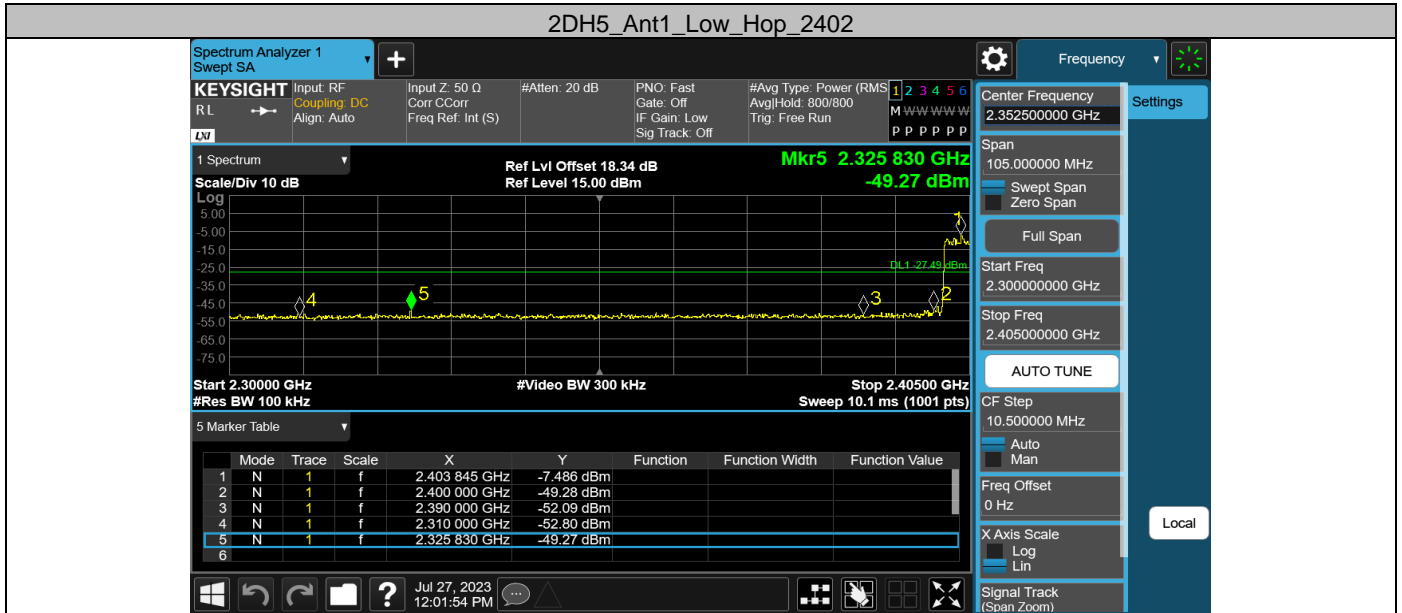 2DH5_Ant1_Low_Hop_2402
Spectrum Analyzer 1
Swept SA
+
Frequency
KEYSIGHT
RL
LXI
Input: RF
Coupling: DC
Align: Auto
Input Z: 50 Ω
Corr CCorr
Freq Ref: Int (S)
#Atten: 20 dB
PNO: Fast
Gate: Off
IF Gain: Low
Sig Track: Off
#Avg Type: Power (RMS
Avg|Hold: 800/800
Trig: Free Run
1 2 3 4 5 6
M W W W W W
P P P P P P
1 Spectrum
Scale/Div 10 dB
Ref Lvl Offset 18.34 dB
Ref Level 15.00 dBm
Mkr5 2.325 830 GHz
-49.27 dBm
Log
5.00
-5.00
-15.0
-25.0
-35.0
-45.0
-55.0
-65.0
-75.0
1
DL1 -27.49 dBm
4
5
3
2
Start 2.30000 GHz
#Res BW 100 kHz
#Video BW 300 kHz
Stop 2.40500 GHz
Sweep 10.1 ms (1001 pts)
5 Marker Table
Mode Trace Scale X Y Function Function Width Function Value
1 N 1 f 2.403 845 GHz -7.486 dBm
2 N 1 f 2.400 000 GHz -49.28 dBm
3 N 1 f 2.390 000 GHz -52.09 dBm
4 N 1 f 2.310 000 GHz -52.80 dBm
5 N 1 f 2.325 830 GHz -49.27 dBm
6
?
Jul 27, 2023
12:01:54 PM
Center Frequency
2.352500000 GHz
Settings
Span
105.000000 MHz
Swept Span
Zero Span
Full Span
Start Freq
2.300000000 GHz
Stop Freq
2.405000000 GHz
AUTO TUNE
CF Step
10.500000 MHz
Auto
Man
Freq Offset
0 Hz
Local
X Axis Scale
Log
Lin
Signal Track
(Span Zoom)